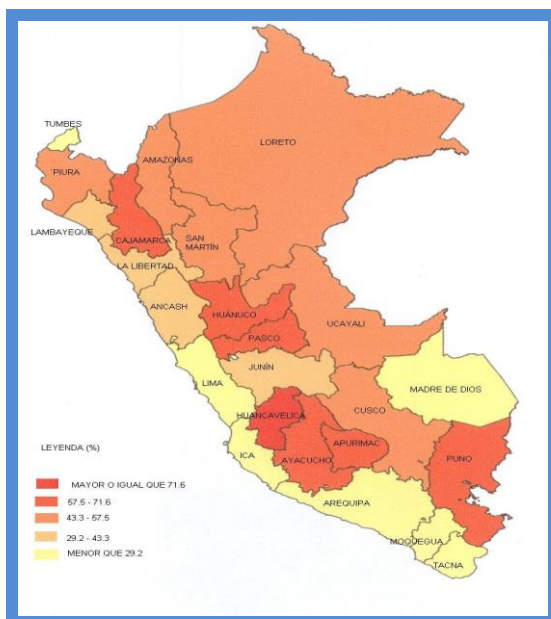 TUMBES
LORETO
AMAZONAS
PIURA
LAMBAYEQUE
CAJAMARCA
SAN
MARTÍN
LA LIBERTAD
ANCASH
HUÁNUCO
UCAYALI
PASCO
JUNÍN
LIMA
MADRE DE DIOS
HUANCAVELICA
CUSCO
ICA
APURIMAC
AYACUCHO
PUNO
AREQUIPA
MOQUEGUA
TACNA
LEYENDA (%)
MAYOR O IGUAL QUE 71.6
57.5 - 71.6
43.3 - 57.5
29.2 - 43.3
MENOR QUE 29.2